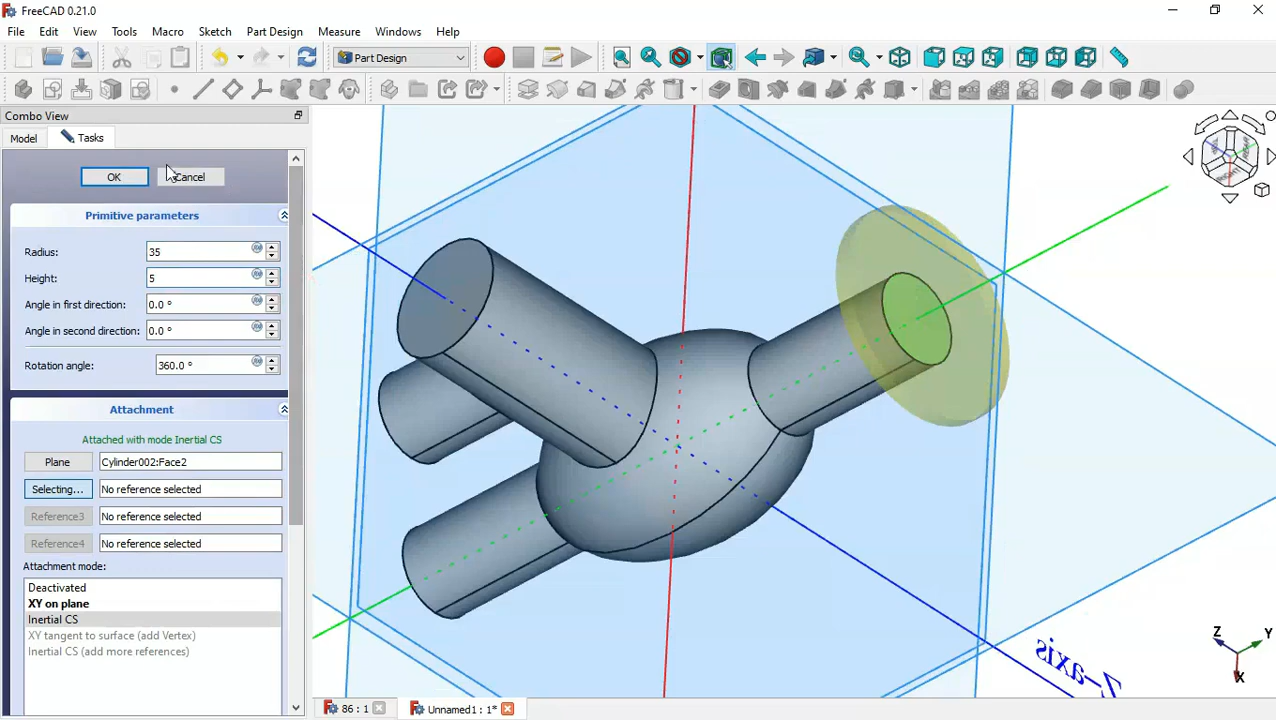 FreeCAD 0.21.0
File Edit View Tools Macro Sketch Part Design Measure Windows Help
Part Design
Combo View
Model Tasks
OK Cancel
Primitive parameters
Radius: 35
Height: 5
Angle in first direction: 0.0 °
Angle in second direction: 0.0 °
Rotation angle: 360.0 °
Attachment
Attached with mode Inertial CS
Plane Cylinder002:Face2
Selecting... No reference selected
Reference3 No reference selected
Reference4 No reference selected
Attachment mode:
Deactivated
XY on plane
Inertial CS
XY tangent to surface (add Vertex)
Inertial CS (add more references)
Z-axis
Z Y
X
86 : 1 Unnamed1 : 1*